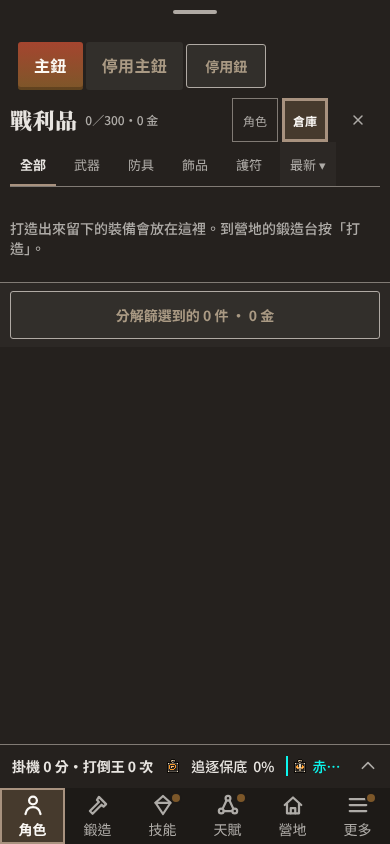 主鈕 停用主鈕 停用鈕
戰利品 0／300・0 金 角色 倉庫 ×
全部 武器 防具 飾品 護符 最新 ▾
打造出來留下的裝備會放在這裡。到營地的鍛造台按「打
造」。
分解篩選到的 0 件 ・ 0 金
掛機 0 分・打倒王 0 次 追逐保底 0% 赤…
角色 鍛造 技能 天賦 營地 更多